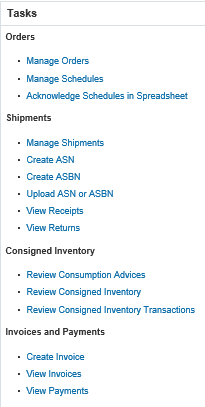 Tasks
Orders
Manage Orders
Manage Schedules
Acknowledge Schedules in Spreadsheet
Shipments
Manage Shipments
Create ASN
Create ASBN
Upload ASN or ASBN
View Receipts
View Returns
Consigned Inventory
Review Consumption Advices
Review Consigned Inventory
Review Consigned Inventory Transactions
Invoices and Payments
Create Invoice
View Invoices
View Payments